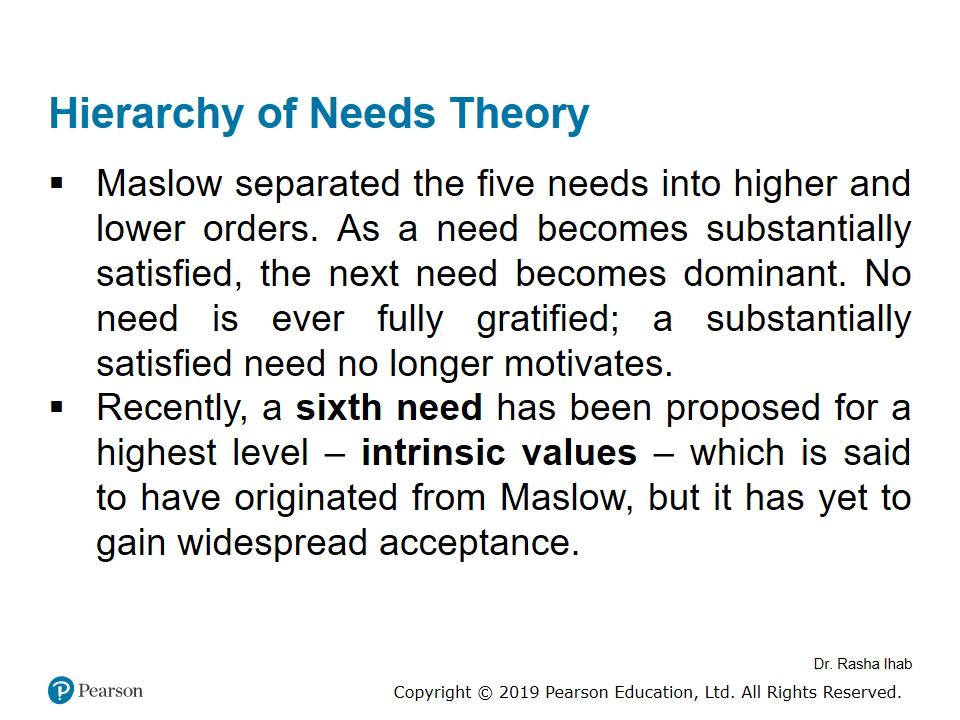 Hierarchy of Needs Theory
▪ Maslow separated the five needs into higher and
lower orders. As a need becomes substantially
satisfied, the next need becomes dominant. No
need is ever fully gratified; a substantially
satisfied need no longer motivates.
▪ Recently, a sixth need has been proposed for a
highest level – intrinsic values – which is said
to have originated from Maslow, but it has yet to
gain widespread acceptance.
Dr. Rasha Ihab
Pearson
Copyright © 2019 Pearson Education, Ltd. All Rights Reserved.